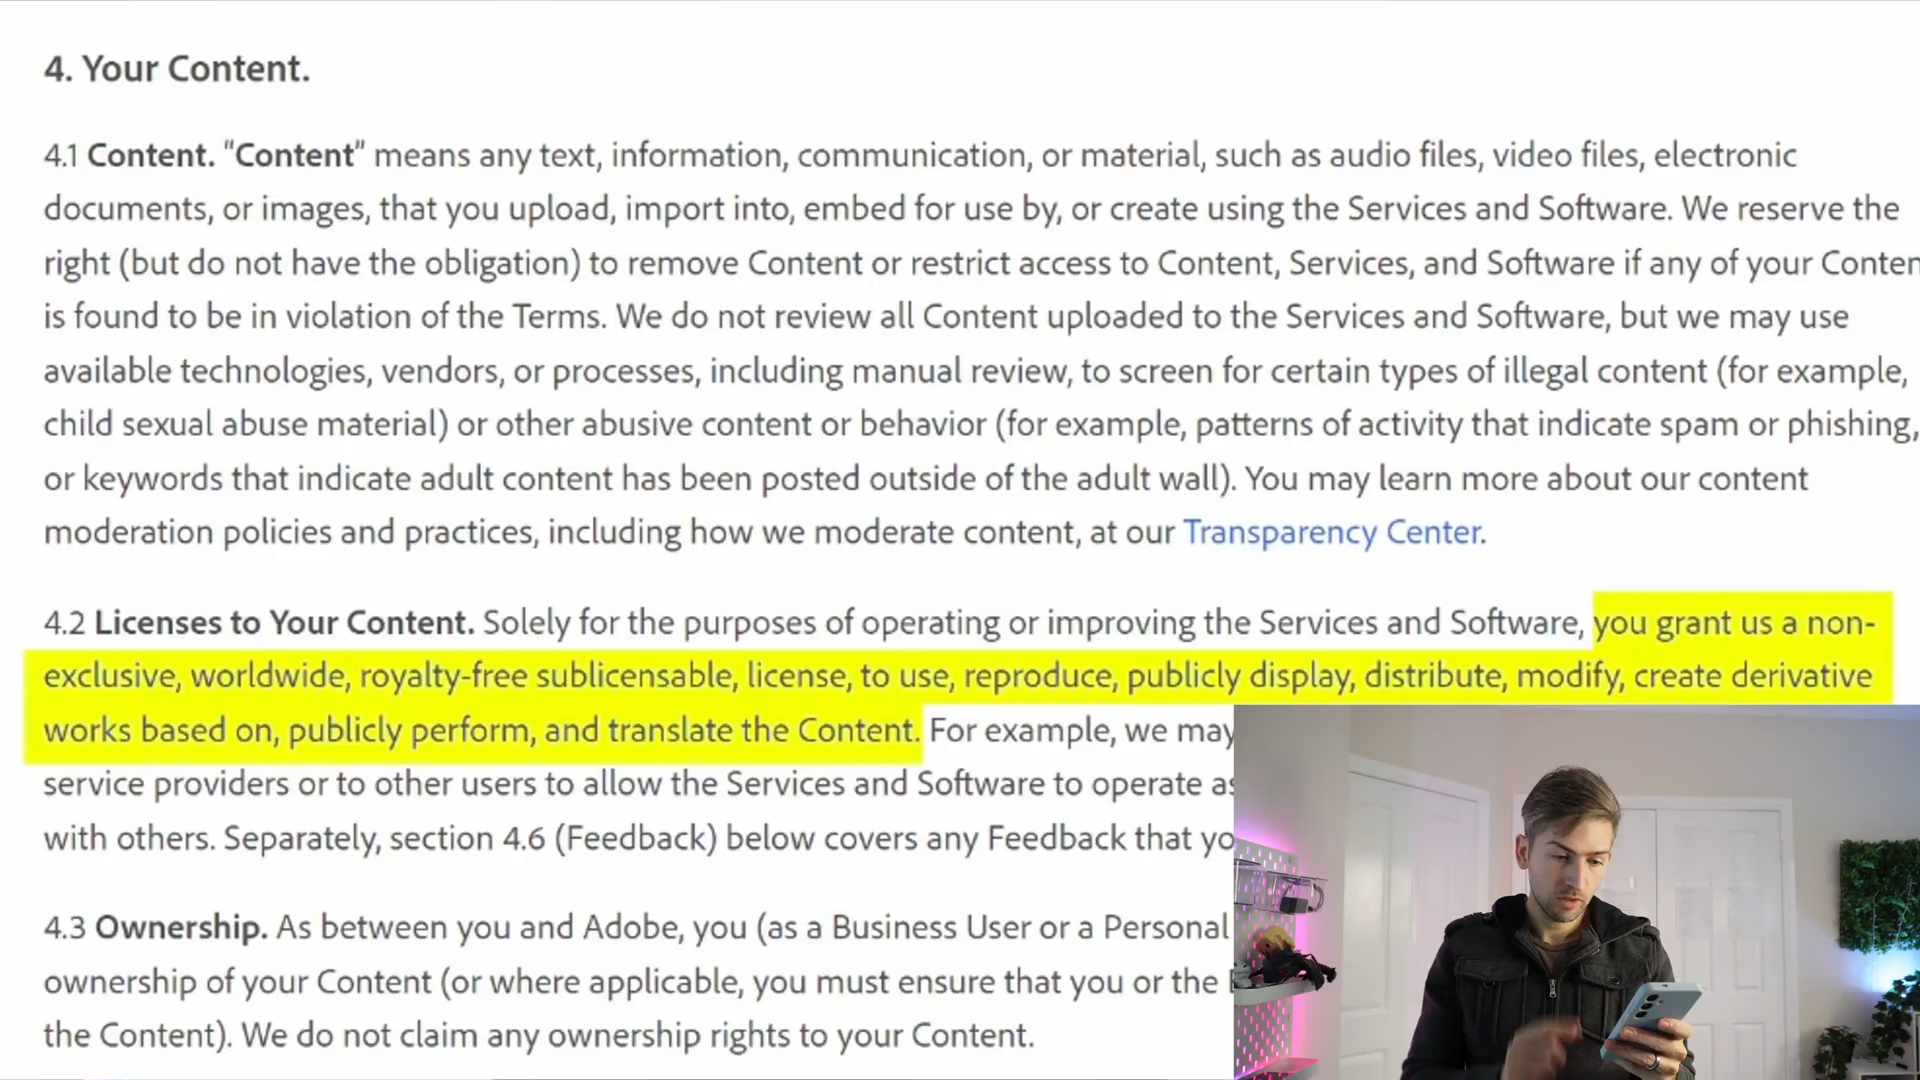 4. Your Content.
4.1 Content. "Content" means any text, information, communication, or material, such as audio files, video files, electronic
documents, or images, that you upload, import into, embed for use by, or create using the Services and Software. We reserve the
right (but do not have the obligation) to remove Content or restrict access to Content, Services, and Software if any of your Conten
is found to be in violation of the Terms. We do not review all Content uploaded to the Services and Software, but we may use
available technologies, vendors, or processes, including manual review, to screen for certain types of illegal content (for example,
child sexual abuse material) or other abusive content or behavior (for example, patterns of activity that indicate spam or phishing,
or keywords that indicate adult content has been posted outside of the adult wall). You may learn more about our content
moderation policies and practices, including how we moderate content, at our Transparency Center.
4.2 Licenses to Your Content. Solely for the purposes of operating or improving the Services and Software, you grant us a non-
exclusive, worldwide, royalty-free sublicensable, license, to use, reproduce, publicly display, distribute, modify, create derivative
works based on, publicly perform, and translate the Content. For example, we may
service providers or to other users to allow the Services and Software to operate as
with others. Separately, section 4.6 (Feedback) below covers any Feedback that yo
4.3 Ownership. As between you and Adobe, you (as a Business User or a Personal
ownership of your Content (or where applicable, you must ensure that you or the
the Content). We do not claim any ownership rights to your Content.